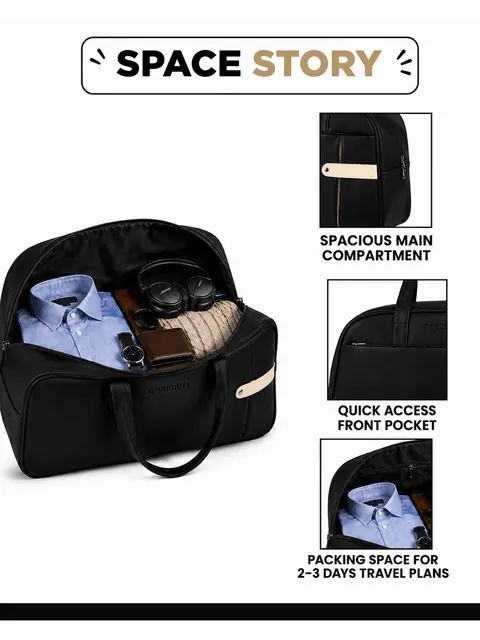 SPACE STORY
SPACIOUS MAIN
COMPARTMENT
QUICK ACCESS
FRONT POCKET
PACKING SPACE FOR
2-3 DAYS TRAVEL PLANS